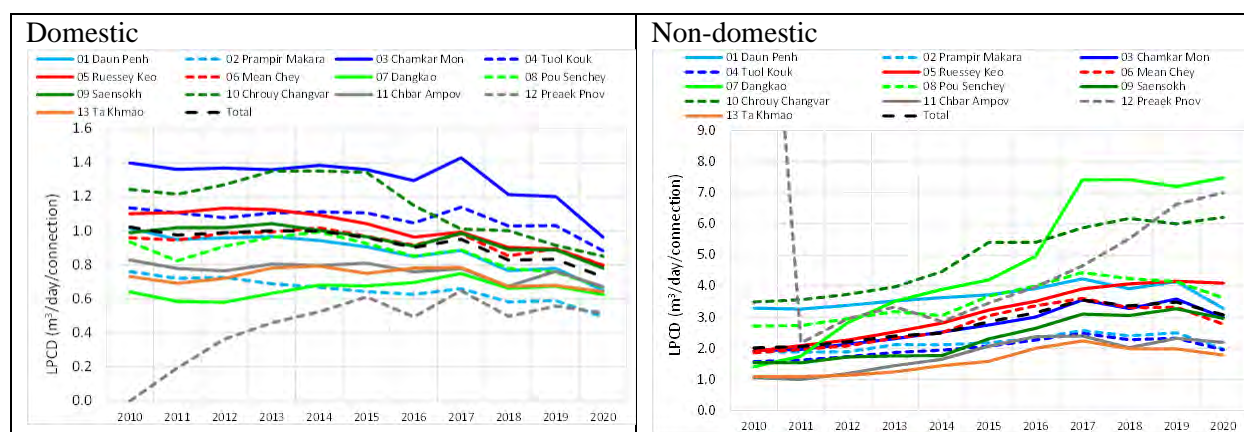 Domestic
01 Daun Penh 02 Prampir Makara 03 Chamkar Mon 04 Tuol Kouk
05 Ruessey Keo 06 Mean Chey 07 Dangkao 08 Pou Senchey
09 Saensokh 10 Chrouy Changvar 11 Chbar Ampov 12 Preaek Pnov
13 Ta Khmao Total
LPCD (m³/day/connection)
1.6
1.4
1.2
1.0
0.8
0.6
0.4
0.2
0.0
2010 2011 2012 2013 2014 2015 2016 2017 2018 2019 2020
Non-domestic
01 Daun Penh 02 Prampir Makara 03 Chamkar Mon
04 Tuol Kouk 05 Ruessey Keo 06 Mean Chey
07 Dangkao 08 Pou Senchey 09 Saensokh
10 Chrouy Changvar 11 Chbar Ampov 12 Preaek Pnov
13 Ta Khmao Total
LPCD (m³/day/connection)
9.0
8.0
7.0
6.0
5.0
4.0
3.0
2.0
1.0
0.0
2010 2011 2012 2013 2014 2015 2016 2017 2018 2019 2020